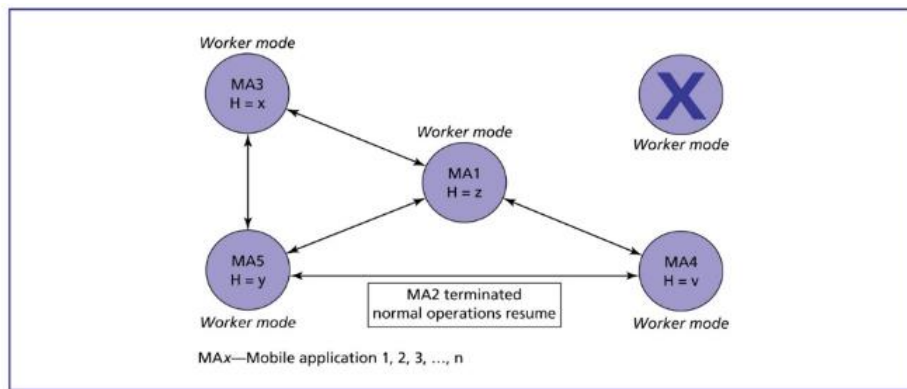 Worker mode
MA3
H = x
X
Worker mode
Worker mode
MA1
H = z
MA5
H = y
Worker mode
MA4
H = v
Worker mode
MA2 terminated
normal operations resume
MAx—Mobile application 1, 2, 3, ..., n